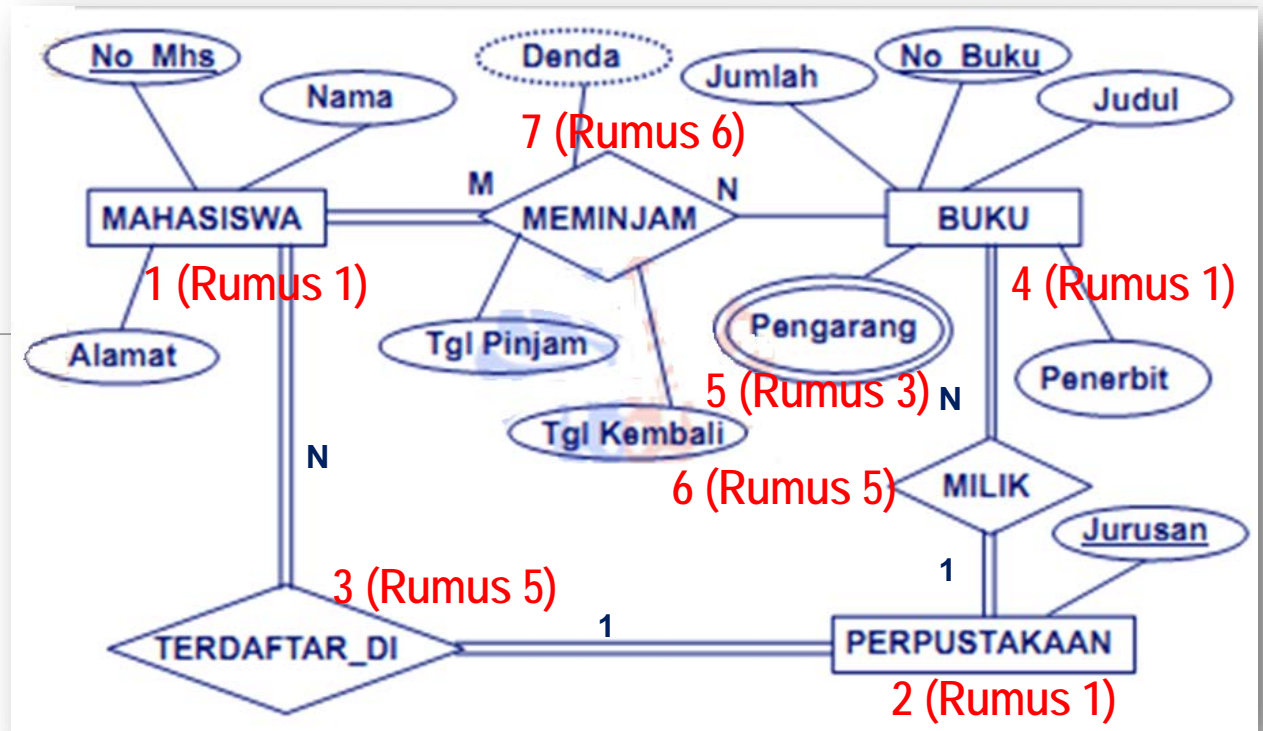 No_Mhs
Nama
Denda
Jumlah
No_Buku
Judul
7 (Rumus 6)
M
N
MAHASISWA
MEMINJAM
BUKU
1 (Rumus 1)
4 (Rumus 1)
Alamat
Tgl Pinjam
Pengarang
Penerbit
5 (Rumus 3)
N
Tgl Kembali
N
6 (Rumus 5)
MILIK
Jurusan
1
3 (Rumus 5)
1
TERDAFTAR_DI
PERPUSTAKAAN
2 (Rumus 1)